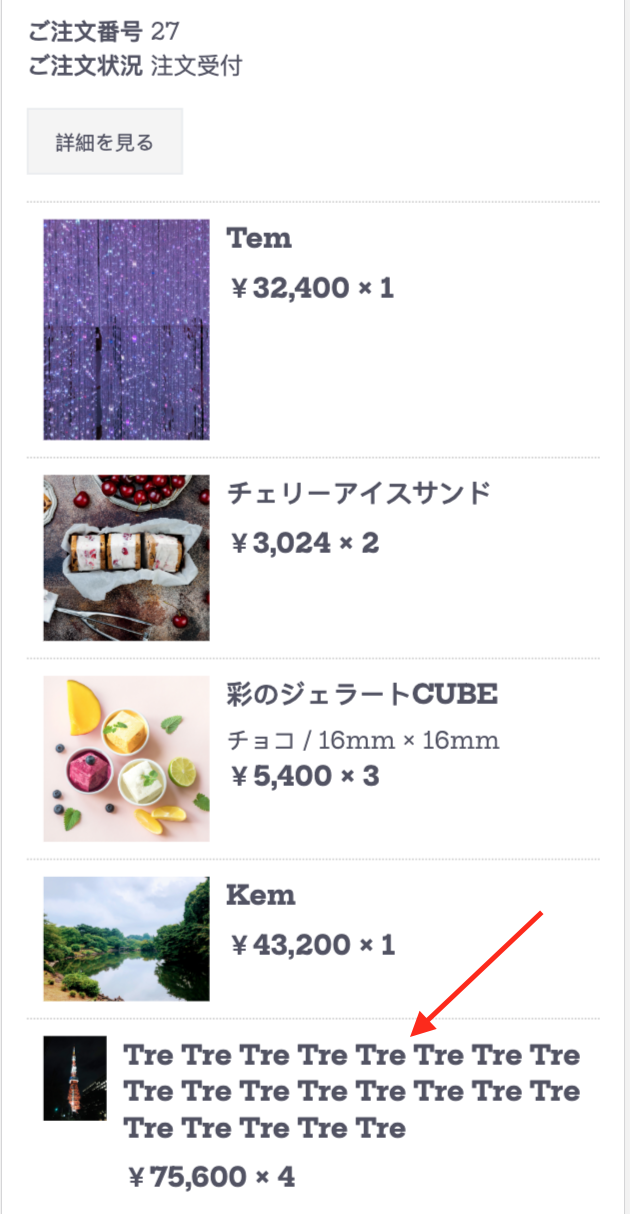 ご注文番号 27
ご注文状況 注文受付
詳細を見る
Tem
￥32,400 × 1
チェリーアイスサンド
￥3,024 × 2
彩のジェラートCUBE
チョコ / 16mm × 16mm
￥5,400 × 3
Kem
￥43,200 × 1
Tre Tre Tre Tre Tre Tre Tre Tre
Tre Tre Tre Tre Tre Tre Tre Tre
Tre Tre Tre Tre Tre
￥75,600 × 4